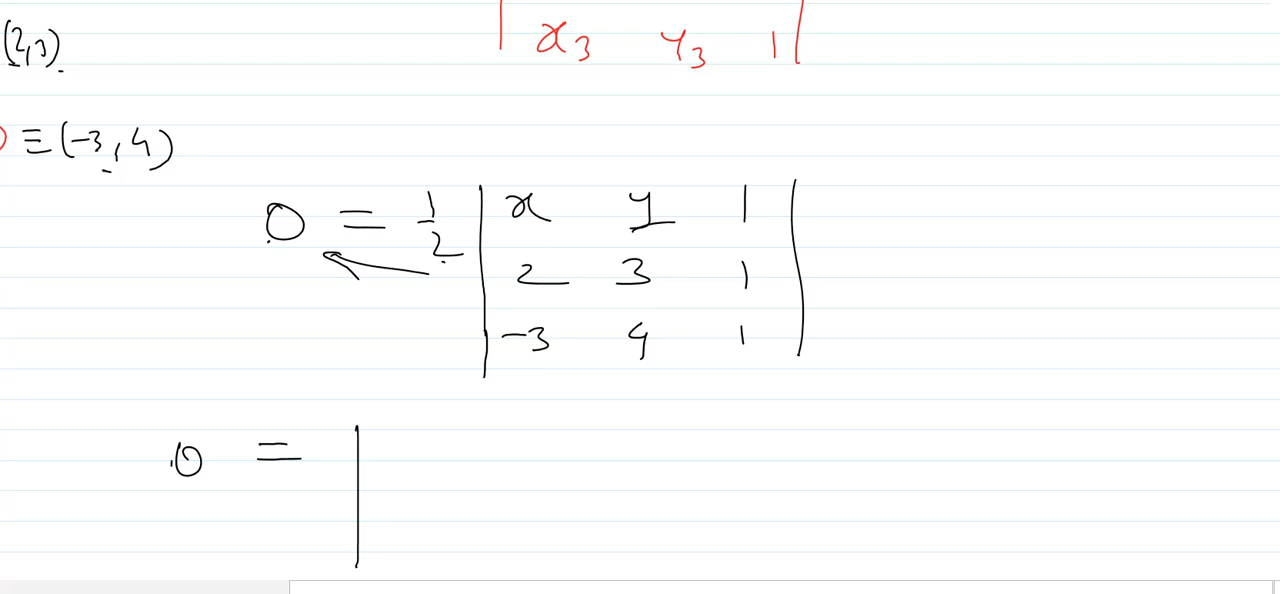 | x₃ y₃ 1 |
(2,3)
) ≡ (-3, 4)
0 = 1/2 | x y 1 |
| 2 3 1 |
| -3 4 1 |
0 = |